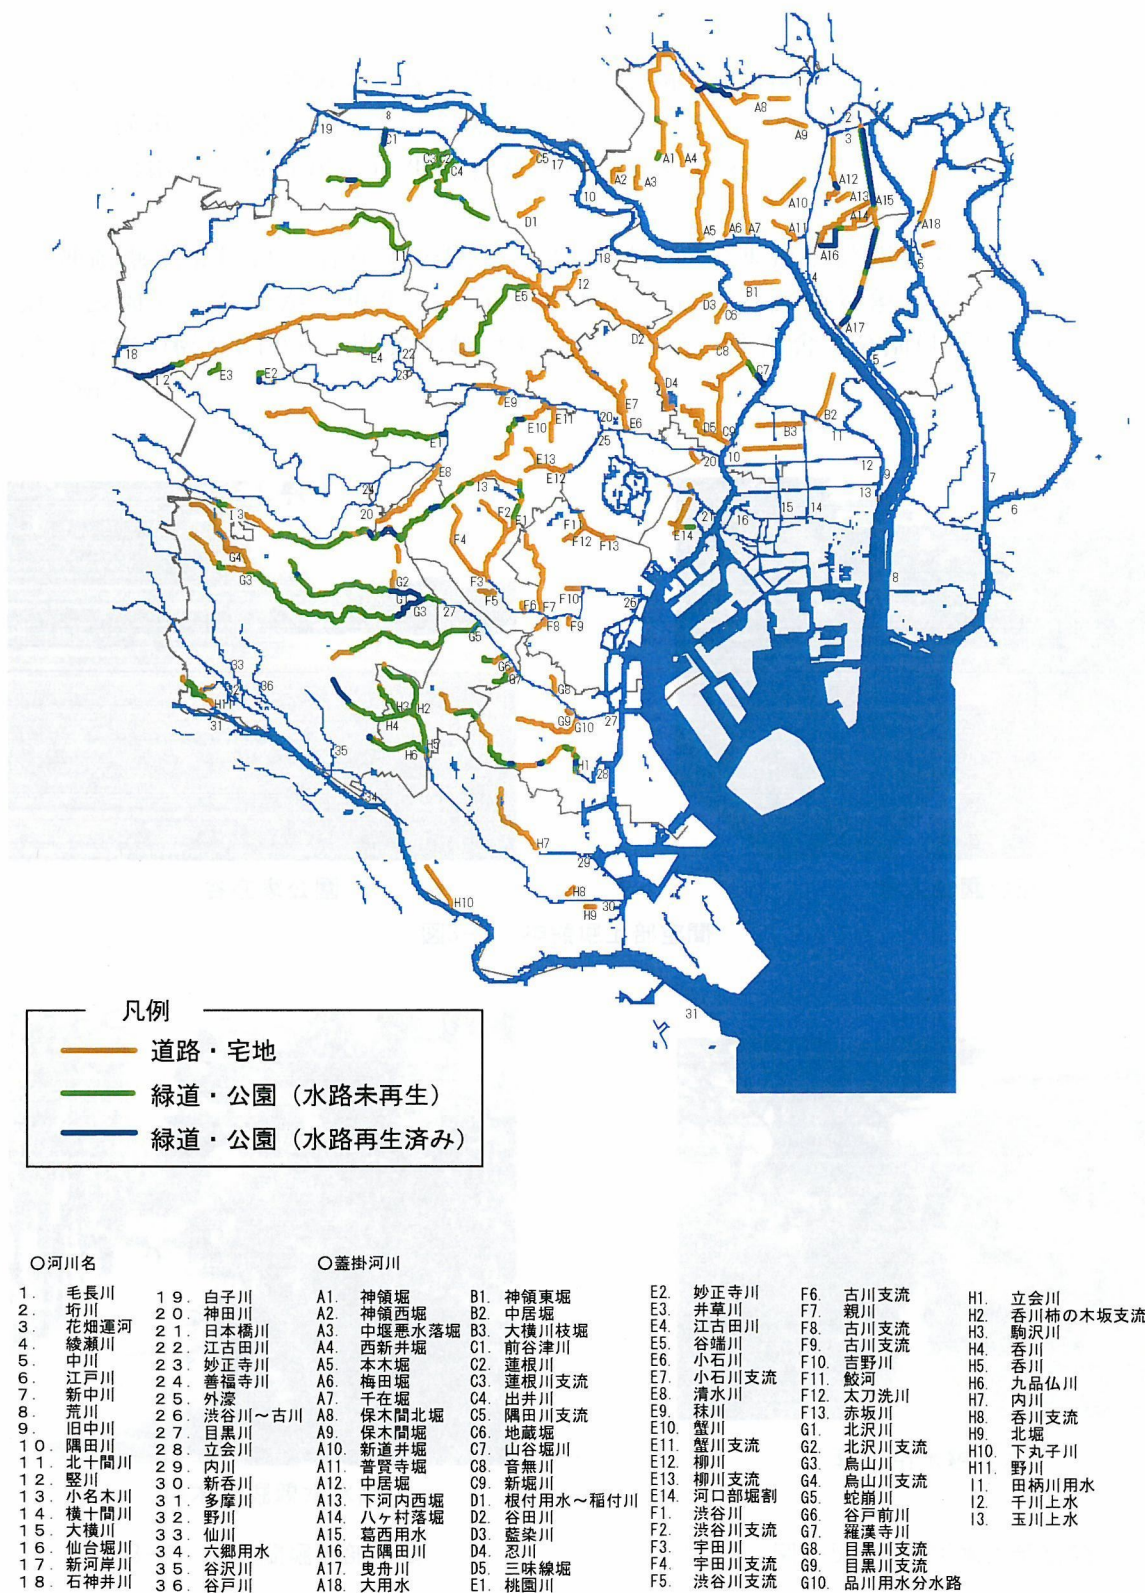 凡例
道路・宅地
緑道・公園（水路未再生）
緑道・公園（水路再生済み）
○河川名
1. 毛長川
2. 圻川
3. 花畑運河
4. 綾瀬川
5. 中川
6. 江戸川
7. 新中川
8. 荒川
9. 旧中川
10. 隅田川
11. 北十間川
12. 竪川
13. 小名木川
14. 横十間川
15. 大横川
16. 仙台堀川
17. 新河岸川
18. 石神井川
19. 白子川
20. 神田川
21. 日本橋川
22. 江古田川
23. 妙正寺川
24. 善福寺川
25. 外濠
26. 渋谷川～古川
27. 目黒川
28. 立会川
29. 内川
30. 新呑川
31. 多摩川
32. 野川
33. 仙川
34. 六郷用水
35. 谷沢川
36. 谷戸川
○蓋掛河川
A1. 神領堀
A2. 神領西堀
A3. 中堰悪水落堀
A4. 西新井堀
A5. 本木堀
A6. 梅田堀
A7. 千在堀
A8. 保木間北堀
A9. 保木間堀
A10. 新道井堀
A11. 普賢寺堀
A12. 中居堀
A13. 下河内西堀
A14. 八ヶ村落堀
A15. 葛西用水
A16. 古隅田川
A17. 曳舟川
A18. 大用水
B1. 神領東堀
B2. 中居堀
B3. 大横川枝堀
C1. 前谷津川
C2. 蓮根川
C3. 蓮根川支流
C4. 出井川
C5. 隅田川支流
C6. 地蔵堀
C7. 山谷堀川
C8. 音無川
C9. 新堀川
D1. 根付用水～稲付川
D2. 谷田川
D3. 藍染川
D4. 忍川
D5. 三味線堀
E1. 桃園川
E2. 妙正寺川
E3. 井草川
E4. 江古田川
E5. 谷端川
E6. 小石川
E7. 小石川支流
E8. 清水川
E9. 秣川
E10. 蟹川
E11. 蟹川支流
E12. 柳川
E13. 柳川支流
E14. 河口部堀割
F1. 渋谷川
F2. 渋谷川支流
F3. 宇田川
F4. 宇田川支流
F5. 渋谷川支流
F6. 古川支流
F7. 親川
F8. 古川支流
F9. 古川支流
F10. 吉野川
F11. 鮫河
F12. 太刀洗川
F13. 赤坂川
G1. 北沢川
G2. 北沢川支流
G3. 烏山川
G4. 烏山川支流
G5. 蛇崩川
G6. 谷戸前川
G7. 羅漢寺川
G8. 目黒川支流
G9. 目黒川支流
G10. 品川用水分水路
H1. 立会川
H2. 呑川柿の木坂支流
H3. 駒沢川
H4. 呑川
H5. 呑川
H6. 九品仏川
H7. 内川
H8. 呑川支流
H9. 北堀
H10. 下丸子川
H11. 野川
I1. 田柄川用水
I2. 千川上水
I3. 玉川上水